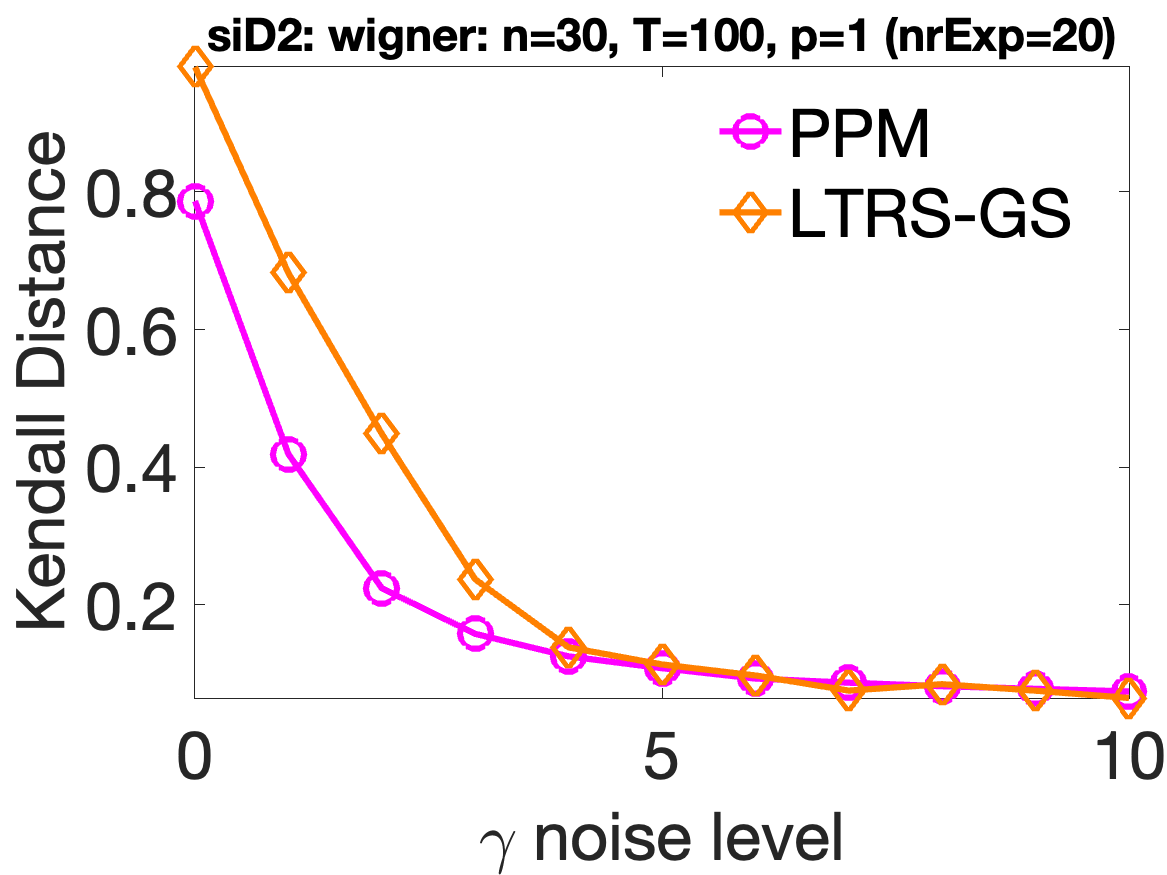 siD2: wigner: n=30, T=100, p=1 (nrExp=20)
PPM
LTRS-GS
Kendall Distance
0.8
0.6
0.4
0.2
0 5 10
γ noise level